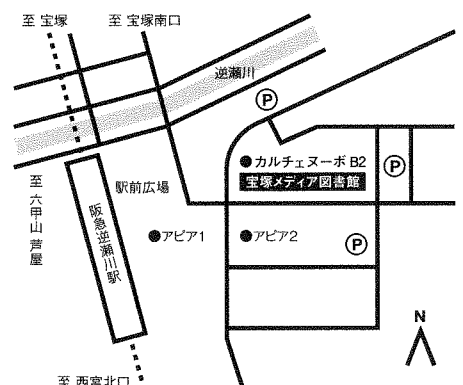 至 宝塚
至 宝塚南口
逆瀬川
P
カルチェヌーボ B2
宝塚メディア図書館
P
駅前広場
至 六甲山 芦屋
阪急逆瀬川駅
アピア1
アピア2
P
N
至 西宮北口